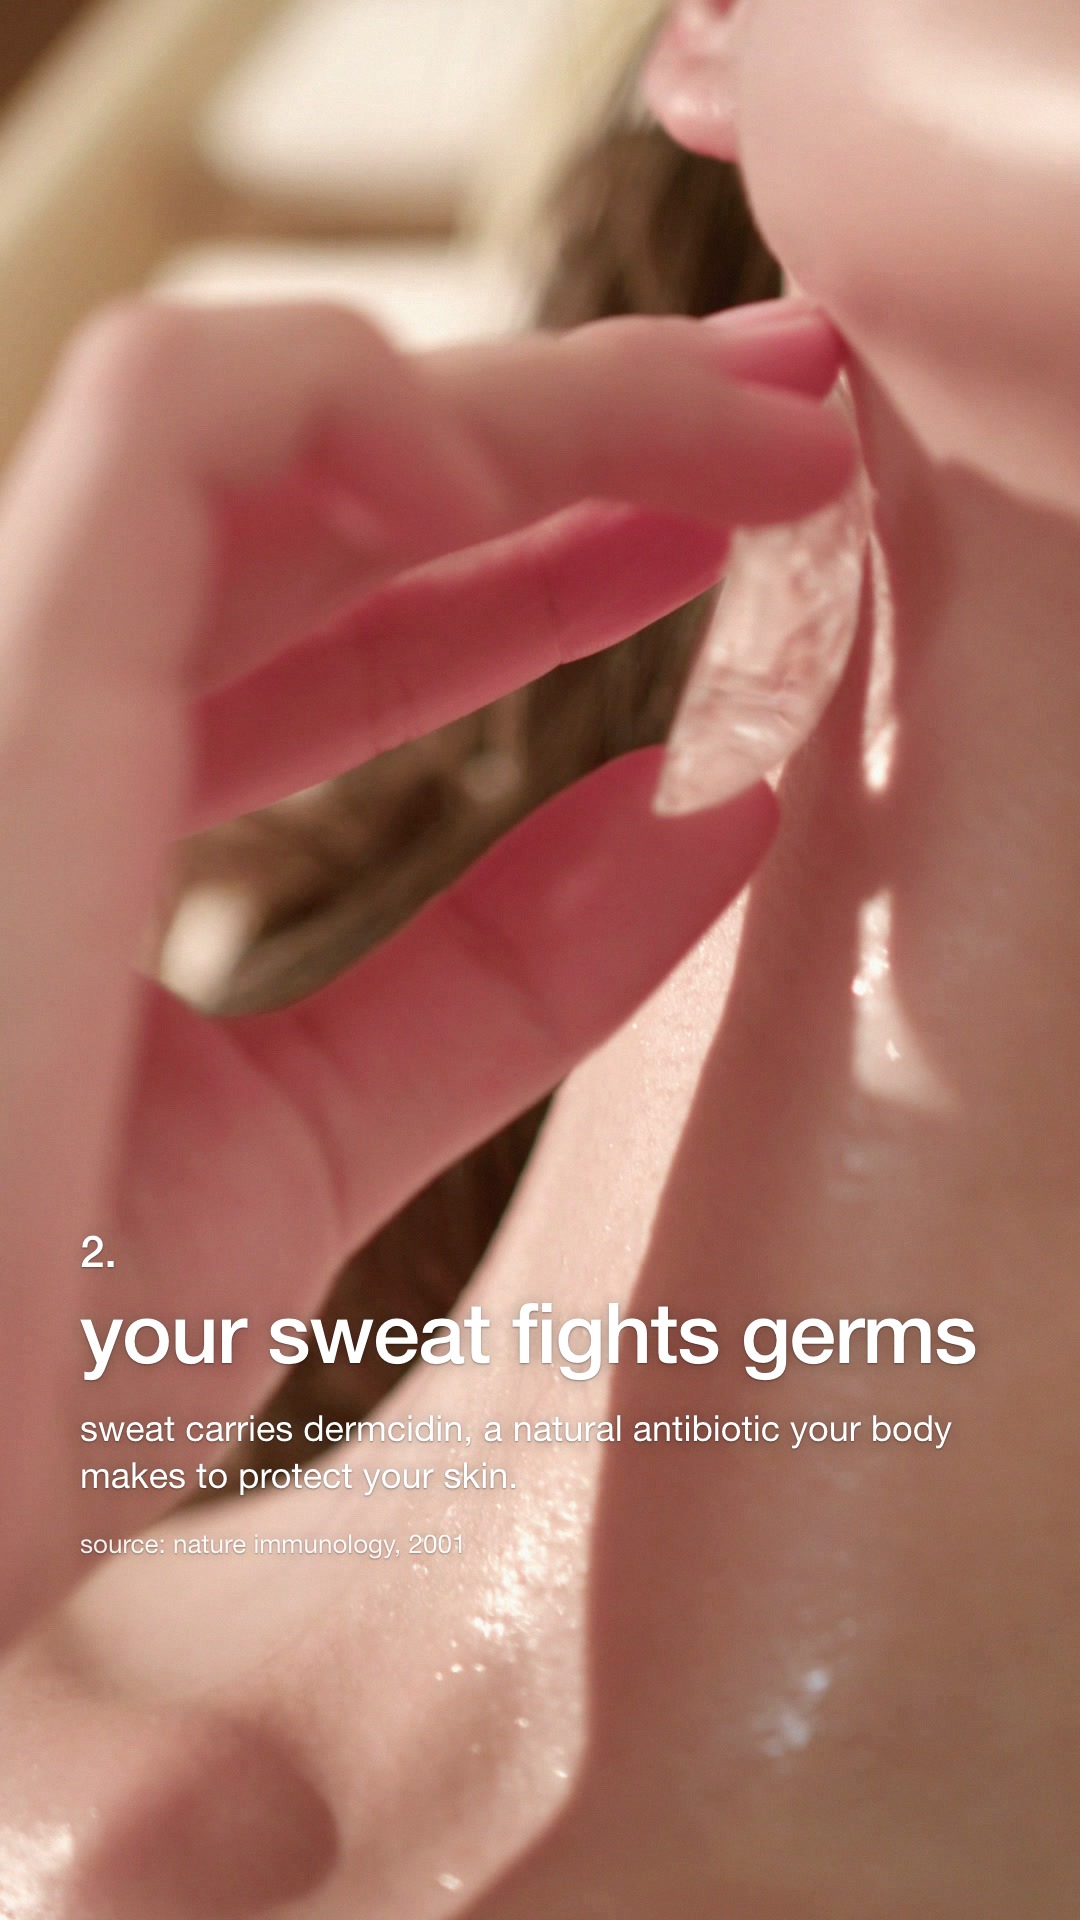 2.
your sweat fights germs
sweat carries dermcidin, a natural antibiotic your body
makes to protect your skin.
source: nature immunology, 2001